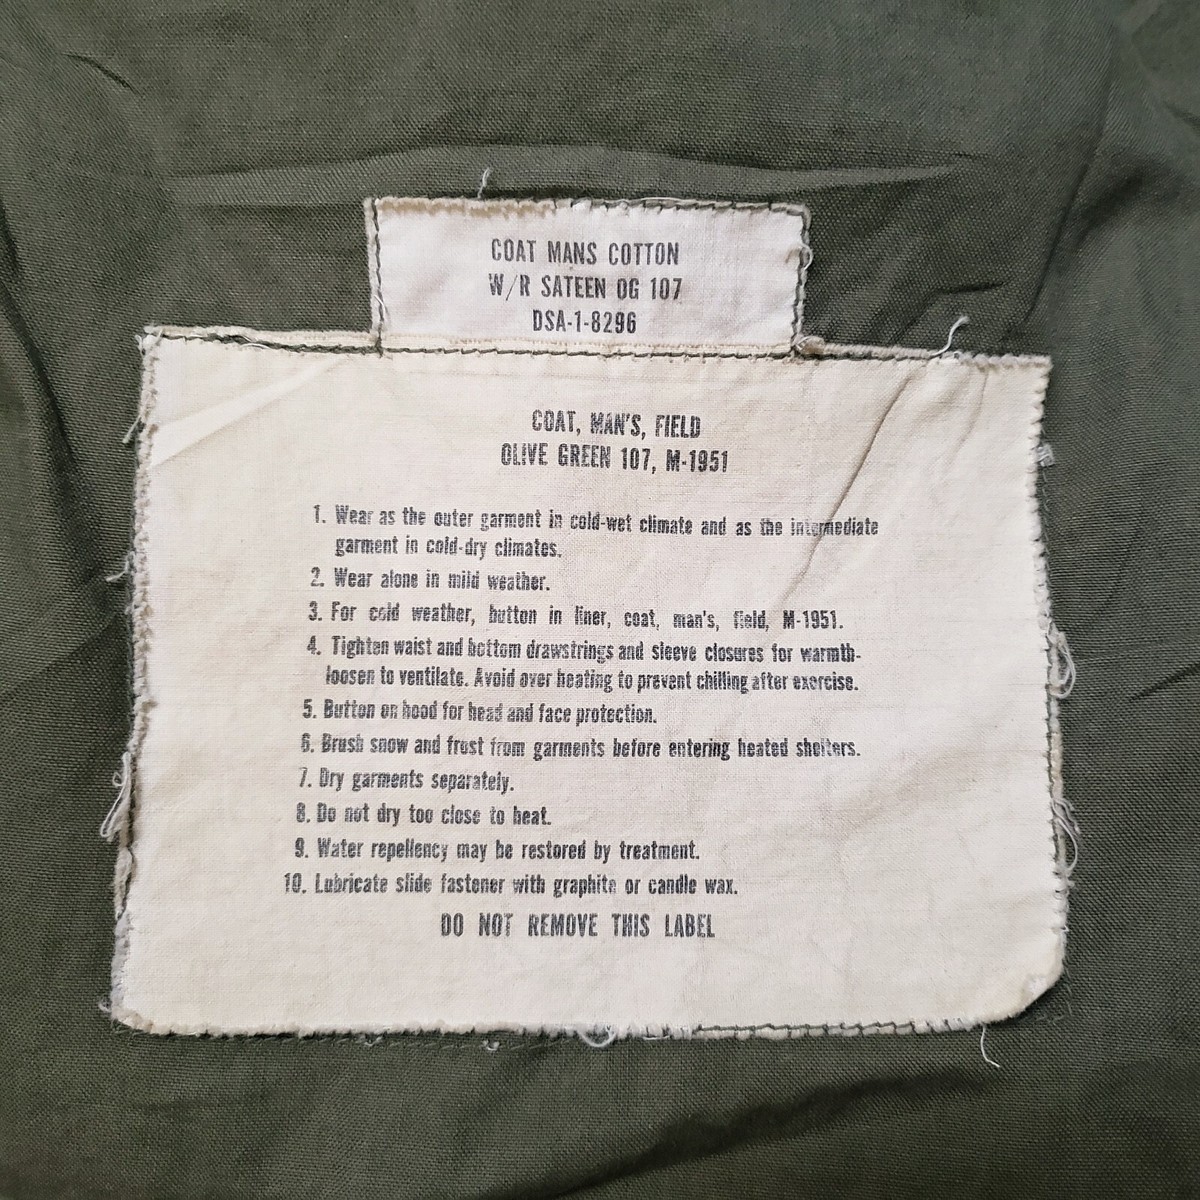 COAT MANS COTTON
W/R SATEEN OG 107
DSA-1-8296
COAT, MAN'S, FIELD
OLIVE GREEN 107, M-1951
1. Wear as the outer garment in cold-wet climate and as the intermediate
garment in cold-dry climates.
2. Wear alone in mild weather.
3. For cold weather, button in liner, coat, man's, field, M-1951.
4. Tighten waist and bottom drawstrings and sleeve closures for warmth-
loosen to ventilate. Avoid over heating to prevent chilling after exercise.
5. Button on hood for head and face protection.
6. Brush snow and frost from garments before entering heated shelters.
7. Dry garments separately.
8. Do not dry too close to heat.
9. Water repellency may be restored by treatment.
10. Lubricate slide fastener with graphite or candle wax.
DO NOT REMOVE THIS LABEL